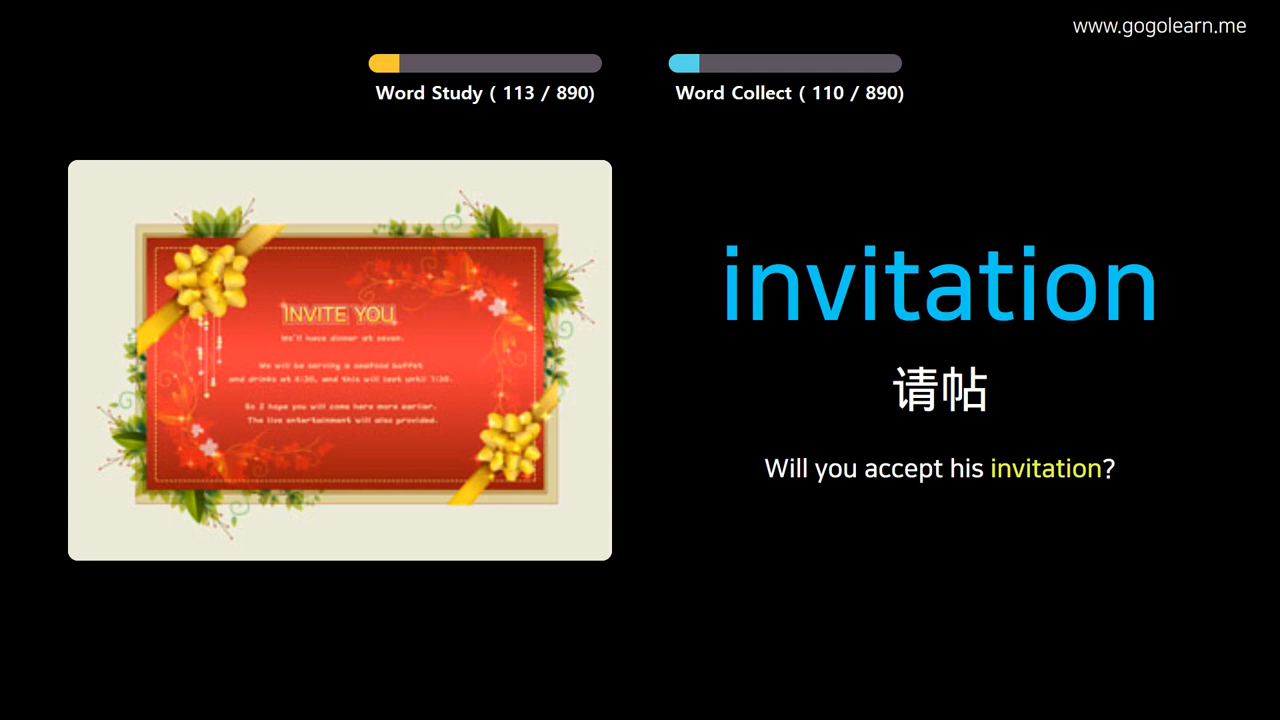 www.gogolearn.me
Word Study ( 113 / 890)
Word Collect ( 110 / 890)
INVITE YOU
We'll have dinner at seven.
We will be serving a seafood buffet
and drinks at 6:30, and this will last until 1:30.
So I hope you will come here more earlier.
The live entertainment will also provided.
invitation
请帖
Will you accept his invitation?